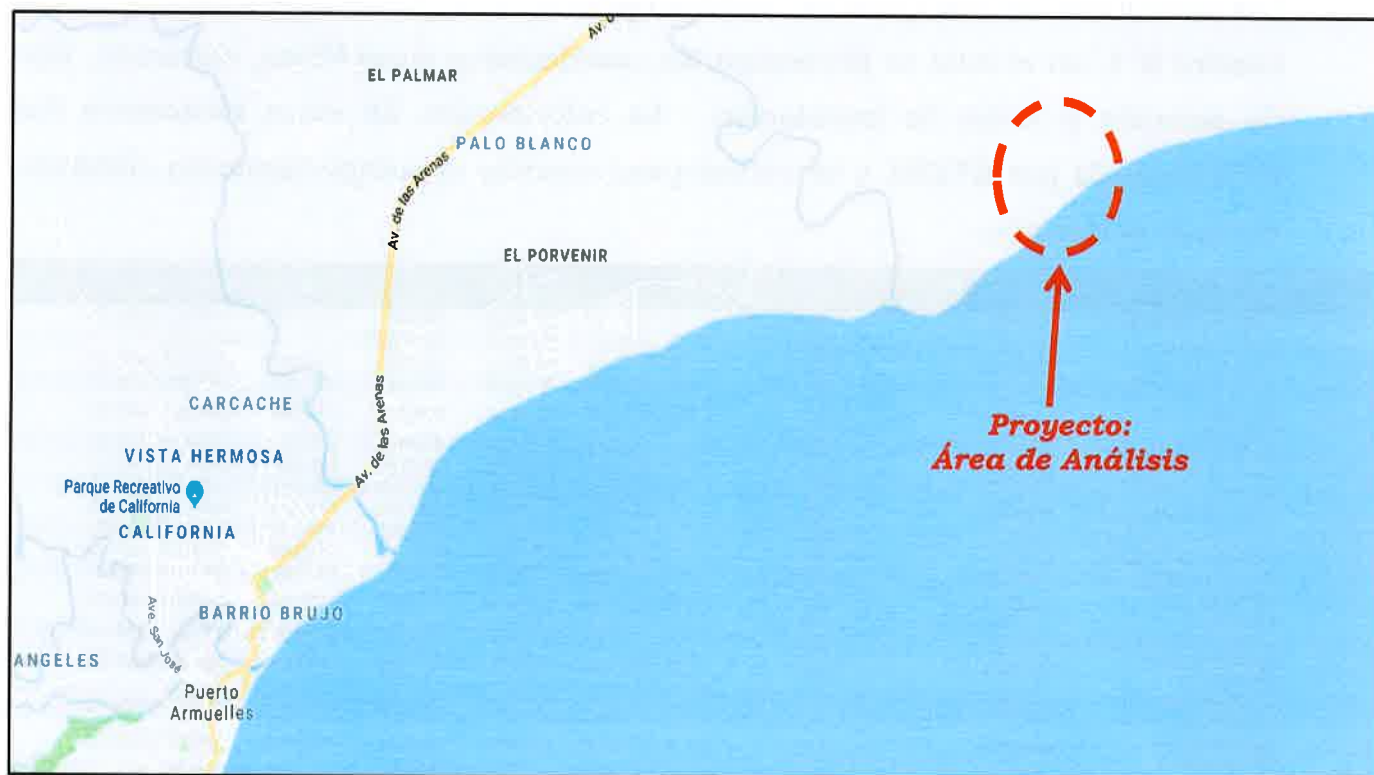 Av. d
EL PALMAR
PALO BLANCO
Av. de las Arenas
EL PORVENIR
Av. de las Arenas
CARCACHE
VISTA HERMOSA
Parque Recreativo
de California
CALIFORNIA
Proyecto:
Área de Análisis
BARRIO BRUJO
Ave. San José
ANGELES
Puerto
Armuelles